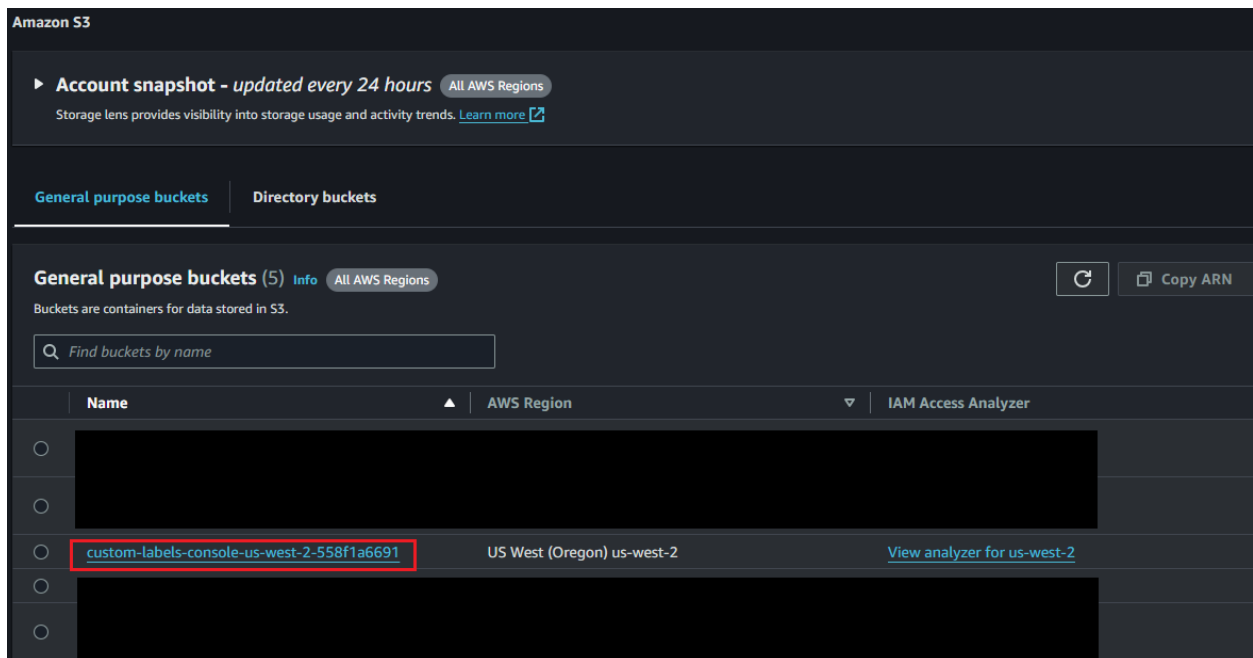 Amazon S3
Account snapshot - updated every 24 hours All AWS Regions
Storage lens provides visibility into storage usage and activity trends. Learn more
General purpose buckets Directory buckets
General purpose buckets (5) Info All AWS Regions
Copy ARN
Buckets are containers for data stored in S3.
Find buckets by name
Name AWS Region IAM Access Analyzer
custom-labels-console-us-west-2-558f1a6691 US West (Oregon) us-west-2 View analyzer for us-west-2